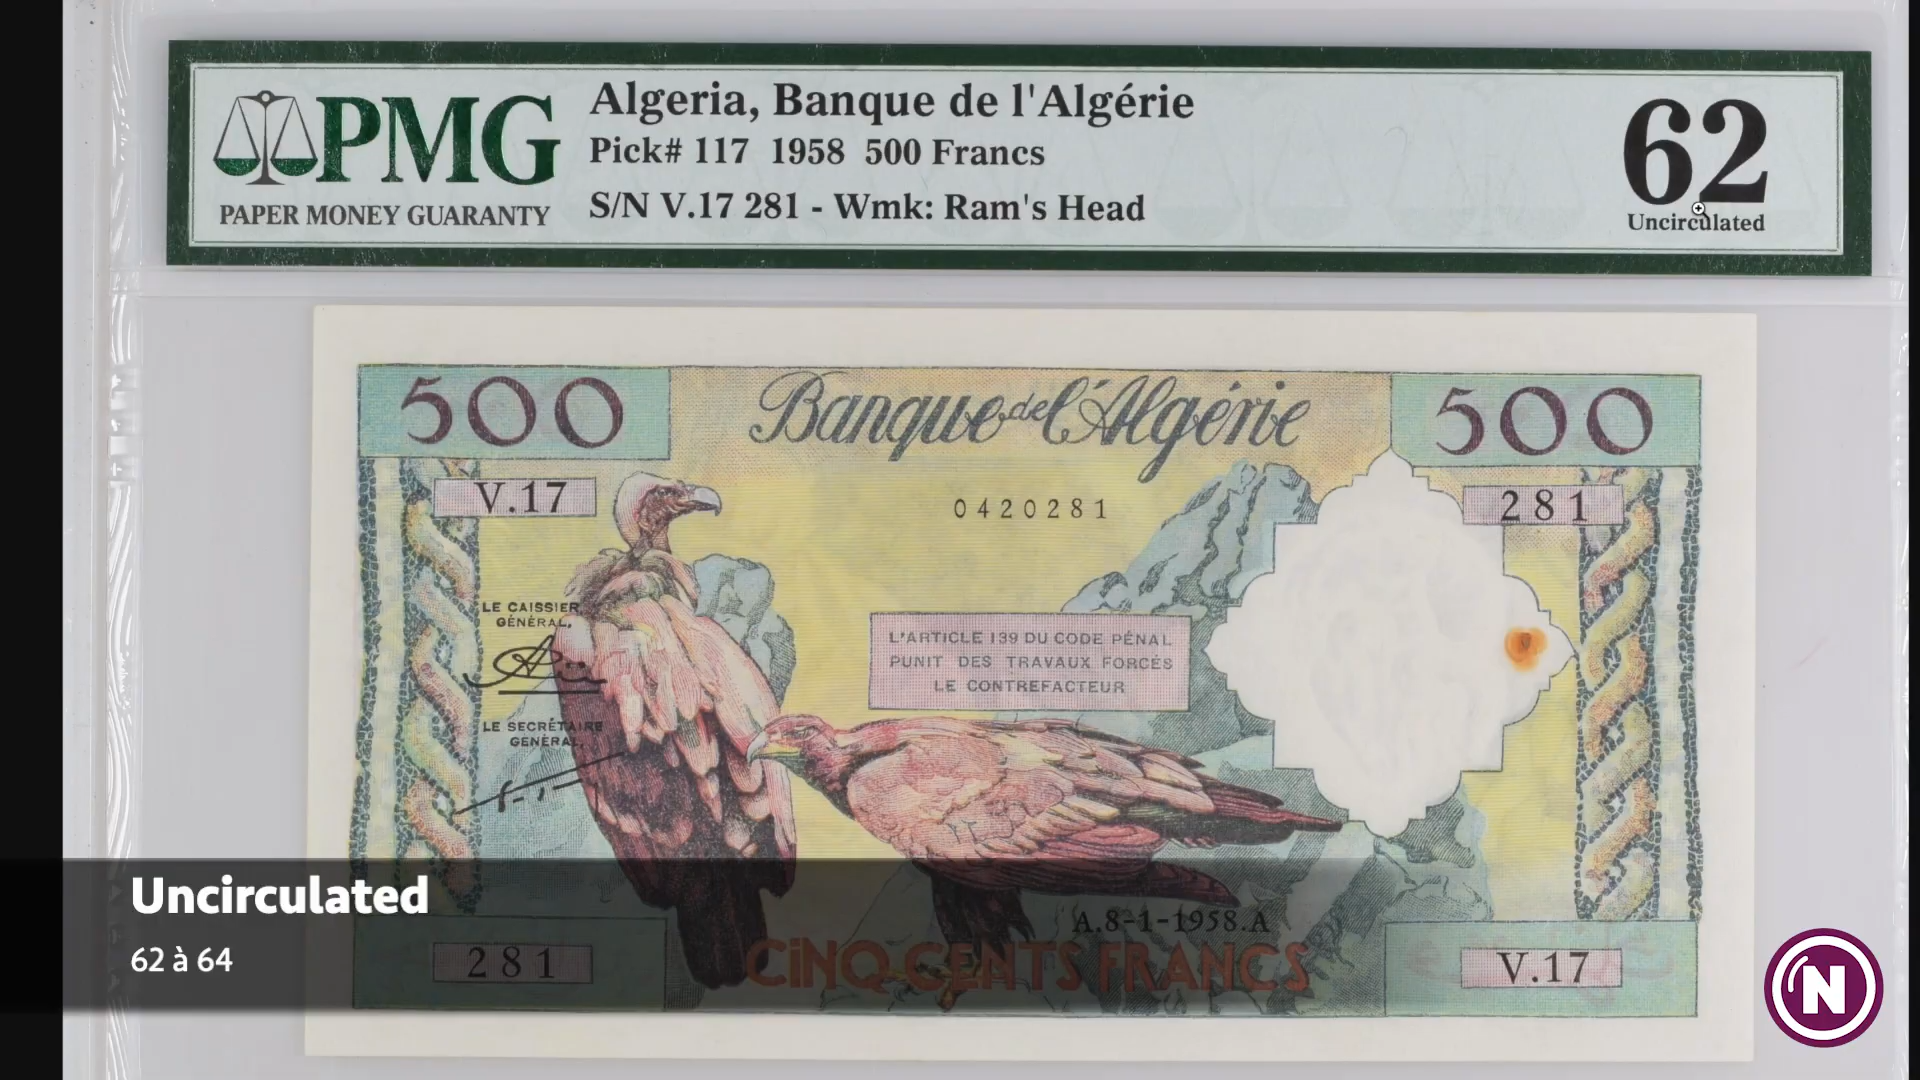 PMG
PAPER MONEY GUARANTY
Algeria, Banque de l'Algérie
Pick# 117 1958 500 Francs
S/N V.17 281 - Wmk: Ram's Head
62
Uncirculated
500
Banque de l'Algérie
500
V.17
0420281
281
LE CAISSIER
GÉNÉRAL,
L'ARTICLE 139 DU CODE PÉNAL
PUNIT DES TRAVAUX FORCÉS
LE CONTREFACTEUR
LE SECRÉTAIRE
GÉNÉRAL,
A.8-1-1958.A
CINQ CENTS FRANCS
281
V.17
Uncirculated
62 à 64
N